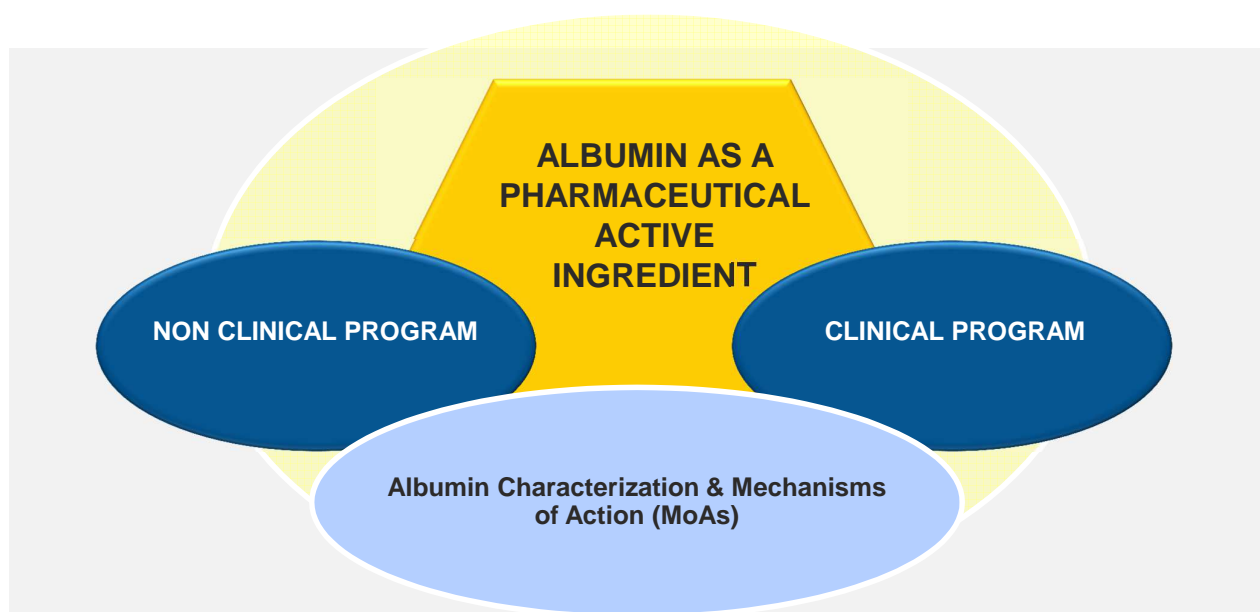 ALBUMIN AS A
PHARMACEUTICAL
ACTIVE
INGREDIENT
NON CLINICAL PROGRAM
CLINICAL PROGRAM
Albumin Characterization & Mechanisms
of Action (MoAs)